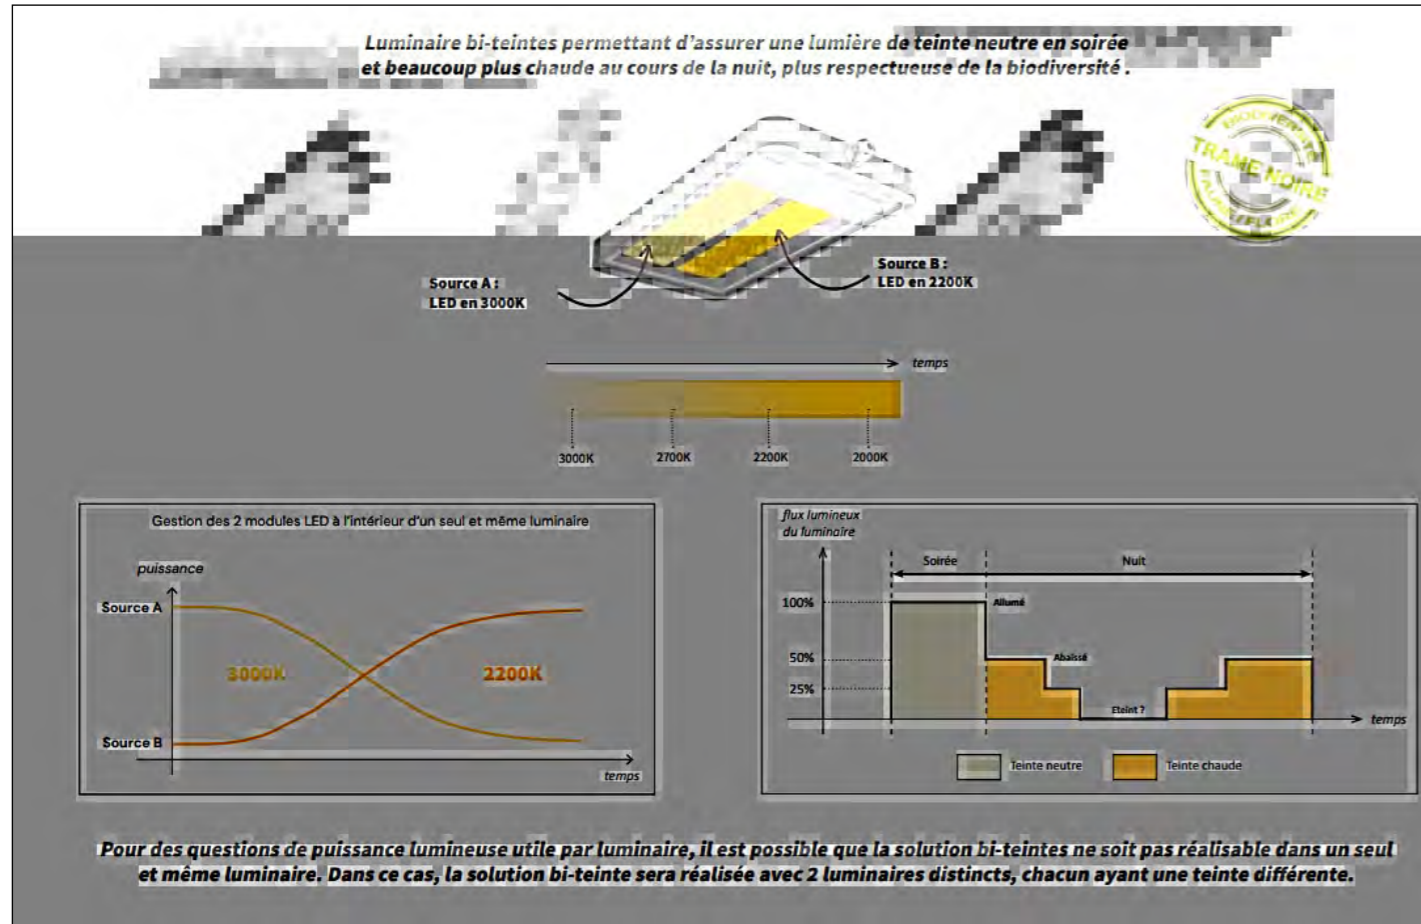 Luminaire bi-teintes permettant d'assurer une lumière de teinte neutre en soirée
et beaucoup plus chaude au cours de la nuit, plus respectueuse de la biodiversité .
BIODIVERSITÉ
TRAME NOIRE
FAUNE/FLORE
Source A :
LED en 3000K
Source B :
LED en 2200K
temps
3000K
2700K
2200K
2000K
Gestion des 2 modules LED à l'intérieur d'un seul et même luminaire
puissance
Source A
3000K
2200K
Source B
temps
flux lumineux
du luminaire
Soirée
Nuit
100%
Allumé
50%
Abaissé
25%
Eteint ?
temps
Teinte neutre
Teinte chaude
Pour des questions de puissance lumineuse utile par luminaire, il est possible que la solution bi-teintes ne soit pas réalisable dans un seul
et même luminaire. Dans ce cas, la solution bi-teinte sera réalisée avec 2 luminaires distincts, chacun ayant une teinte différente.